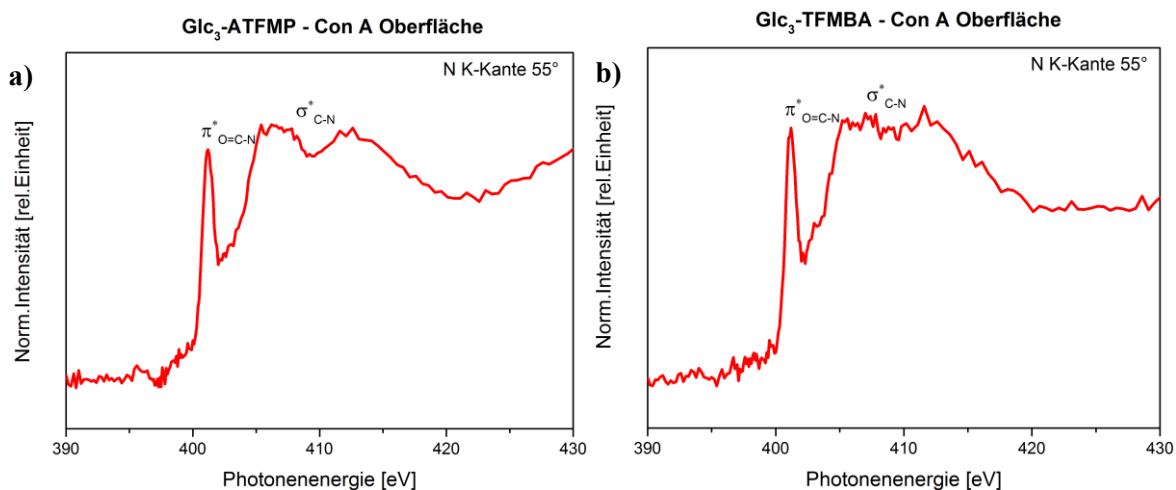 Glc₃-ATFMP - Con A Oberfläche
a)
N K-Kante 55°
π*O=C-N
σ*C-N
Norm.Intensität [rel.Einheit]
390 400 410 420 430
Photonenenergie [eV]
Glc₃-TFMBA - Con A Oberfläche
b)
N K-Kante 55°
π*O=C-N
σ*C-N
Norm.Intensität [rel.Einheit]
390 400 410 420 430
Photonenenergie [eV]